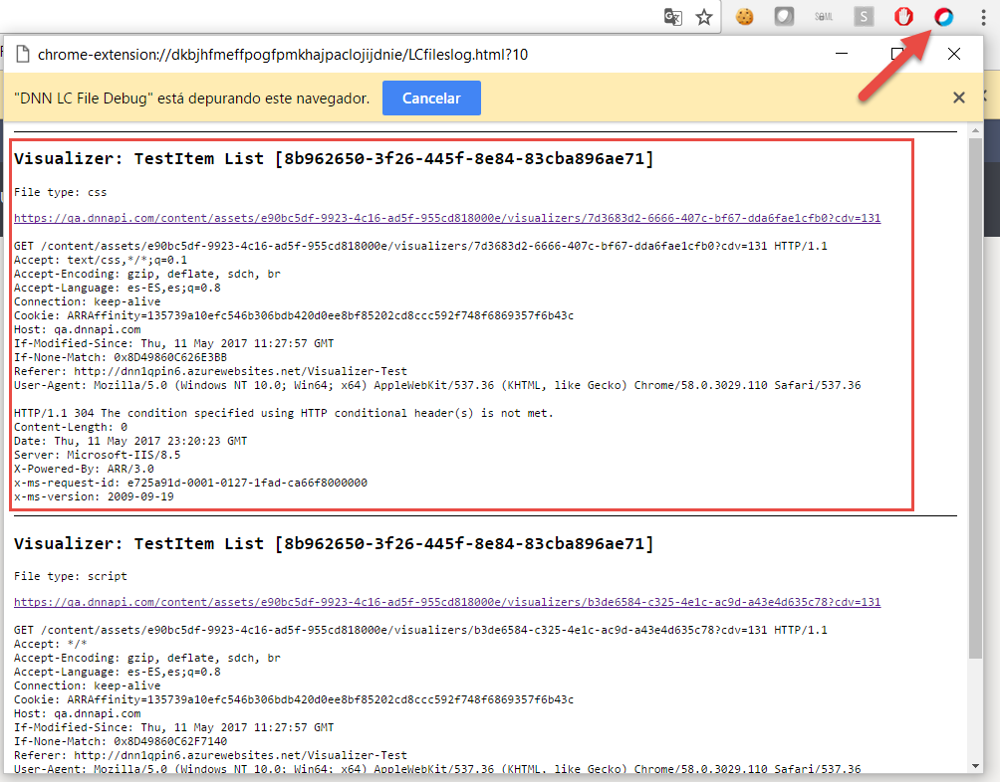 SAML
S
chrome-extension://dkbjhfmeffpogfpmkhajpaclojijdnie/LCfileslog.html?10
"DNN LC File Debug" está depurando este navegador.
Cancelar
Visualizer: TestItem List [8b962650-3f26-445f-8e84-83cba896ae71]
File type: css
https://qa.dnnapi.com/content/assets/e90bc5df-9923-4c16-ad5f-955cd818000e/visualizers/7d3683d2-6666-407c-bf67-dda6fae1cfb0?cdv=131
GET /content/assets/e90bc5df-9923-4c16-ad5f-955cd818000e/visualizers/7d3683d2-6666-407c-bf67-dda6fae1cfb0?cdv=131 HTTP/1.1
Accept: text/css,*/*;q=0.1
Accept-Encoding: gzip, deflate, sdch, br
Accept-Language: es-ES,es;q=0.8
Connection: keep-alive
Cookie: ARRAffinity=135739a10efc546b306bdb420d0ee8bf85202cd8ccc592f748f6869357f6b43c
Host: qa.dnnapi.com
If-Modified-Since: Thu, 11 May 2017 11:27:57 GMT
If-None-Match: 0x8D49860C626E3BB
Referer: http://dnn1qpin6.azurewebsites.net/Visualizer-Test
User-Agent: Mozilla/5.0 (Windows NT 10.0; Win64; x64) AppleWebKit/537.36 (KHTML, like Gecko) Chrome/58.0.3029.110 Safari/537.36
HTTP/1.1 304 The condition specified using HTTP conditional header(s) is not met.
Content-Length: 0
Date: Thu, 11 May 2017 23:20:23 GMT
Server: Microsoft-IIS/8.5
X-Powered-By: ARR/3.0
x-ms-request-id: e725a91d-0001-0127-1fad-ca66f8000000
x-ms-version: 2009-09-19
Visualizer: TestItem List [8b962650-3f26-445f-8e84-83cba896ae71]
File type: script
https://qa.dnnapi.com/content/assets/e90bc5df-9923-4c16-ad5f-955cd818000e/visualizers/b3de6584-c325-4e1c-ac9d-a43e4d635c78?cdv=131
GET /content/assets/e90bc5df-9923-4c16-ad5f-955cd818000e/visualizers/b3de6584-c325-4e1c-ac9d-a43e4d635c78?cdv=131 HTTP/1.1
Accept: */*
Accept-Encoding: gzip, deflate, sdch, br
Accept-Language: es-ES,es;q=0.8
Connection: keep-alive
Cookie: ARRAffinity=135739a10efc546b306bdb420d0ee8bf85202cd8ccc592f748f6869357f6b43c
Host: qa.dnnapi.com
If-Modified-Since: Thu, 11 May 2017 11:27:57 GMT
If-None-Match: 0x8D49860C62F7140
Referer: http://dnn1qpin6.azurewebsites.net/Visualizer-Test
User-Agent: Mozilla/5.0 (Windows NT 10.0; Win64; x64) AppleWebKit/537.36 (KHTML, like Gecko) Chrome/58.0.3029.110 Safari/537.36